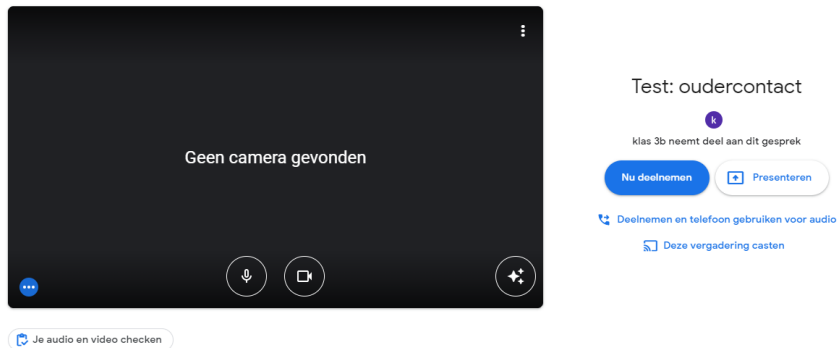 Geen camera gevonden
Je audio en video checken
Test: oudercontact
k
klas 3b neemt deel aan dit gesprek
Nu deelnemen
Presenteren
Deelnemen en telefoon gebruiken voor audio
Deze vergadering casten